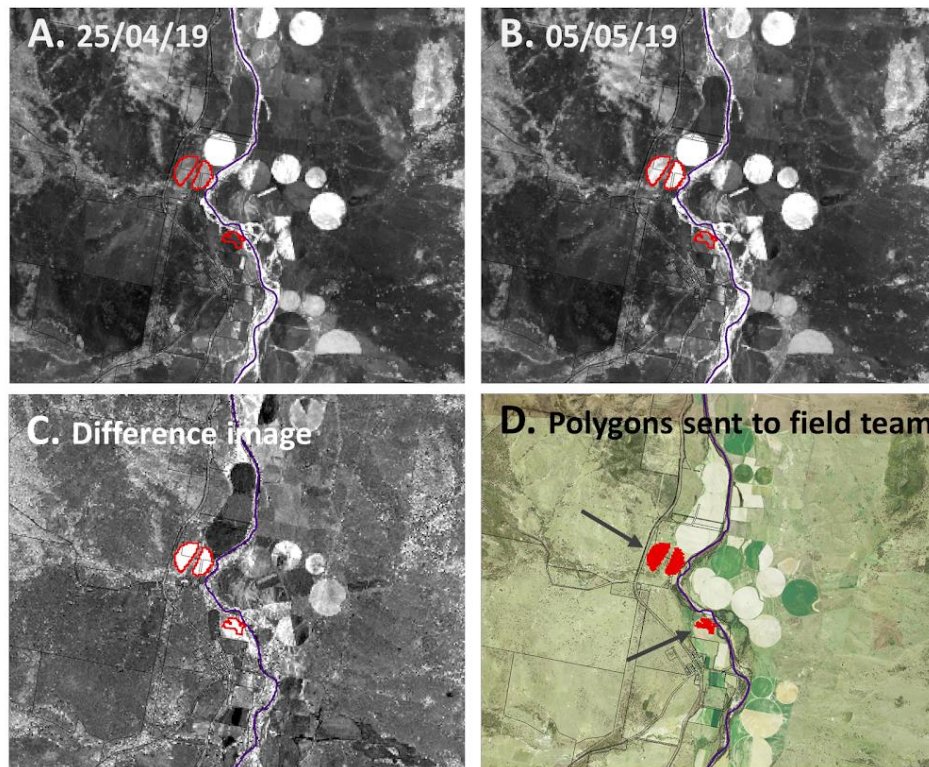 A. 25/04/19
B. 05/05/19
C. Difference image
D. Polygons sent to field team